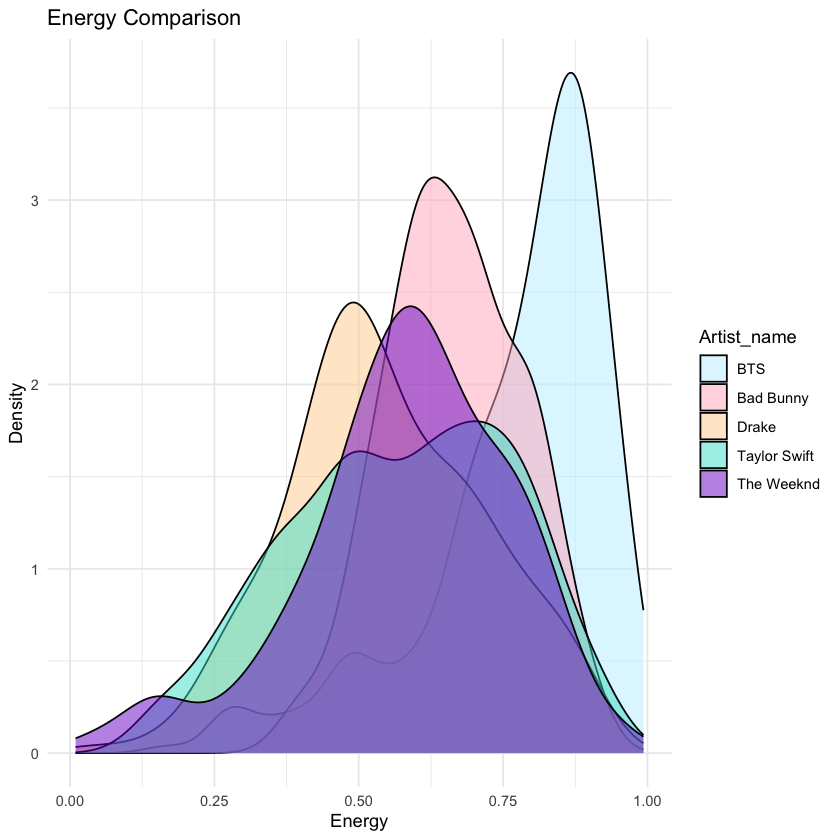 Energy Comparison
3
2
1
0
Density
0.00 0.25 0.50 0.75 1.00
Energy
Artist_name
BTS
Bad Bunny
Drake
Taylor Swift
The Weeknd